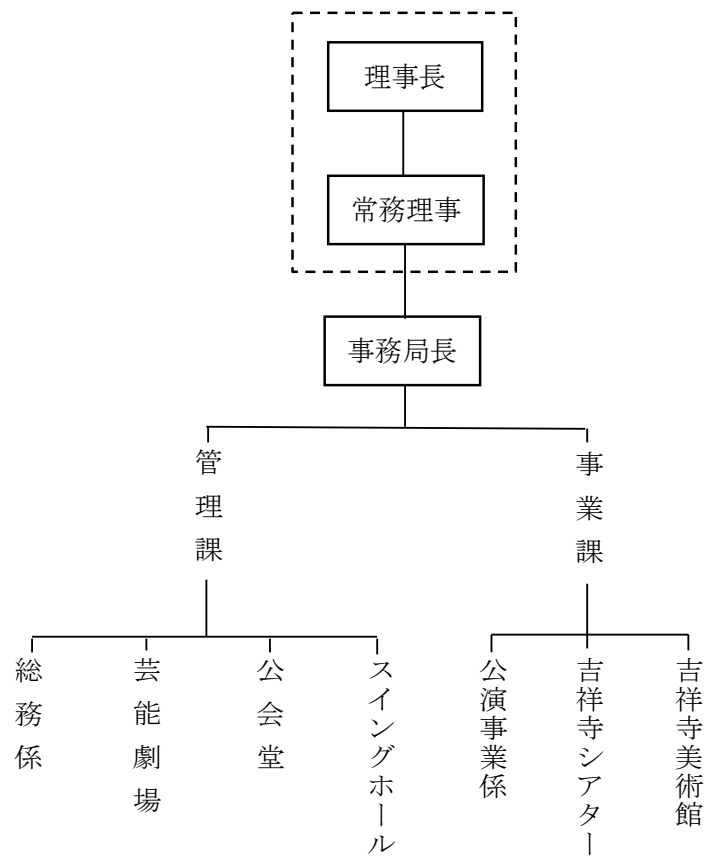 理事長
常務理事
事務局長
管理課
事業課
総務係
芸能劇場
公会堂
スイングホール
公演事業係
吉祥寺シアター
吉祥寺美術館